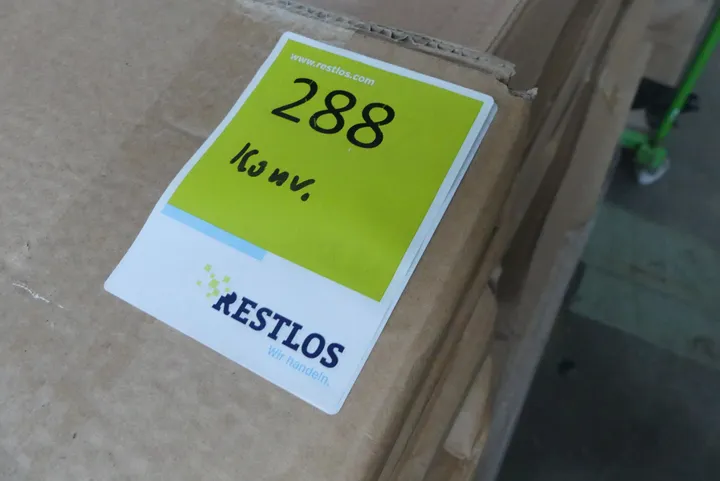 www.restlos.com
288
Konv.
RESTLOS
Wir handeln.